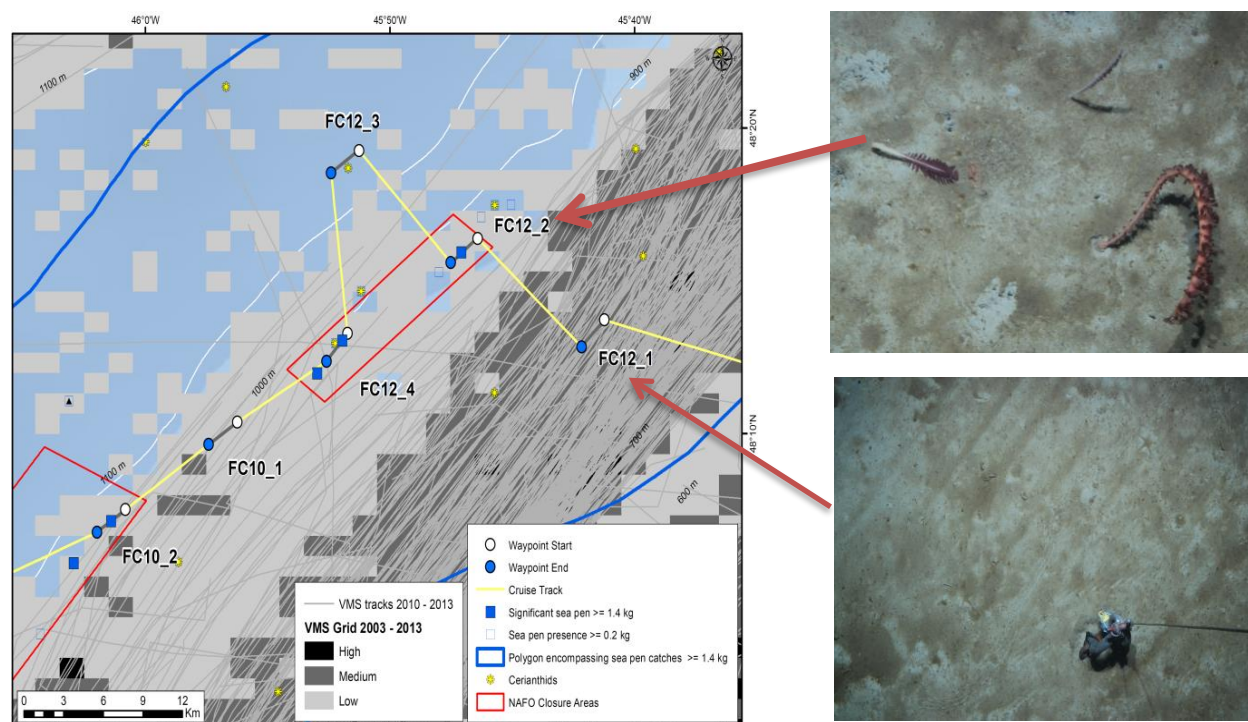 46°0'W 45°50'W 45°40'W
1100 m
900 m
48°20'N
FC12_3
FC12_2
FC12_1
1000 m
FC12_4
48°10'N
700 m
FC10_1
1100 m
600 m
FC10_2
Waypoint Start
Waypoint End
Cruise Track
Significant sea pen >= 1.4 kg
Sea pen presence >= 0.2 kg
Polygon encompassing sea pen catches >= 1.4 kg
Cerianthids
NAFO Closure Areas
VMS tracks 2010 - 2013
VMS Grid 2003 - 2013
High
Medium
Low
0 3 6 9 12
Km